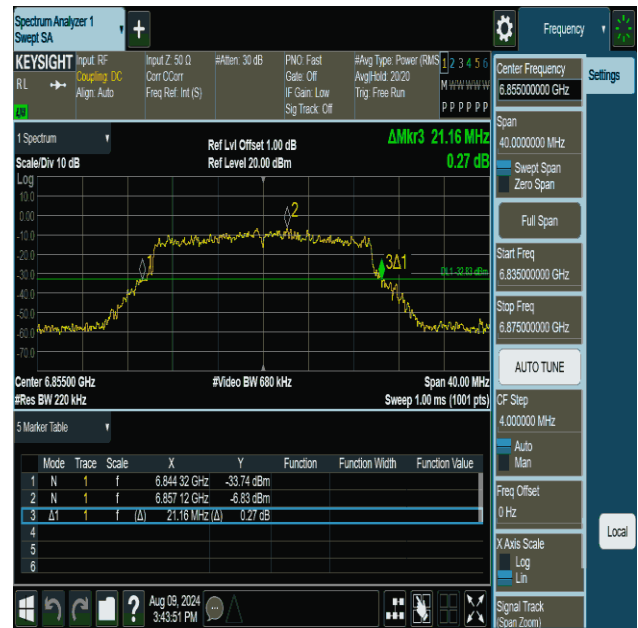 Spectrum Analyzer 1
Swept SA
+
Frequency
KEYSIGHT
RL
Input: RF
Coupling: DC
Align: Auto
Input Z: 50 Ω
Corr CCorr
Freq Ref: Int (S)
#Atten: 30 dB
PNO: Fast
Gate: Off
IF Gain: Low
Sig Track: Off
#Avg Type: Power (RMS
Avg|Hold: 20/20
Trig: Free Run
1 2 3 4 5 6
M W W W W W
P P P P P P
1 Spectrum
Scale/Div 10 dB
Log
Ref Lvl Offset 1.00 dB
Ref Level 20.00 dBm
ΔMkr3 21.16 MHz
0.27 dB
10.0
0.00
-10.0
-20.0
-30.0
-40.0
-50.0
-60.0
-70.0
1
2
3Δ1
DL1 -32.83 dBm
Center 6.85500 GHz
#Res BW 220 kHz
#Video BW 680 kHz
Span 40.00 MHz
Sweep 1.00 ms (1001 pts)
5 Marker Table
Mode Trace Scale X Y Function Function Width Function Value
1 N 1 f 6.844 32 GHz -33.74 dBm
2 N 1 f 6.857 12 GHz -6.83 dBm
3 Δ1 1 f (Δ) 21.16 MHz (Δ) 0.27 dB
4
5
6
Aug 09, 2024
3:43:51 PM
?
Center Frequency
6.855000000 GHz
Span
40.0000000 MHz
Swept Span
Zero Span
Full Span
Start Freq
6.835000000 GHz
Stop Freq
6.875000000 GHz
AUTO TUNE
CF Step
4.000000 MHz
Auto
Man
Freq Offset
0 Hz
X Axis Scale
Log
Lin
Signal Track
(Span Zoom)
Settings
Local